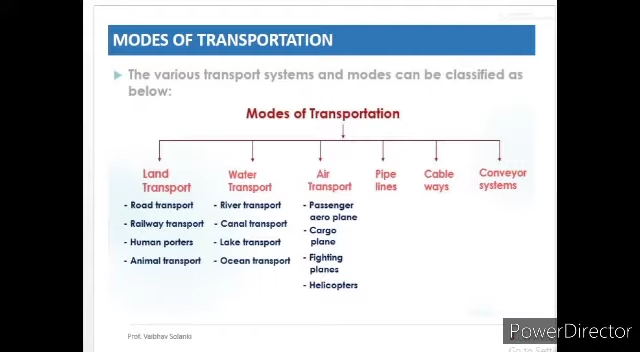 MODES OF TRANSPORTATION
The various transport systems and modes can be classified as
below:
Modes of Transportation
Land
Transport
- Road transport
- Railway transport
- Human porters
- Animal transport
Water
Transport
- River transport
- Canal transport
- Lake transport
- Ocean transport
Air
Transport
- Passenger
aero plane
- Cargo
plane
- Fighting
planes
- Helicopters
Pipe
lines
Cable
ways
Conveyor
systems
Prof. Vaibhav Solanki
PowerDirector
Go to Sett